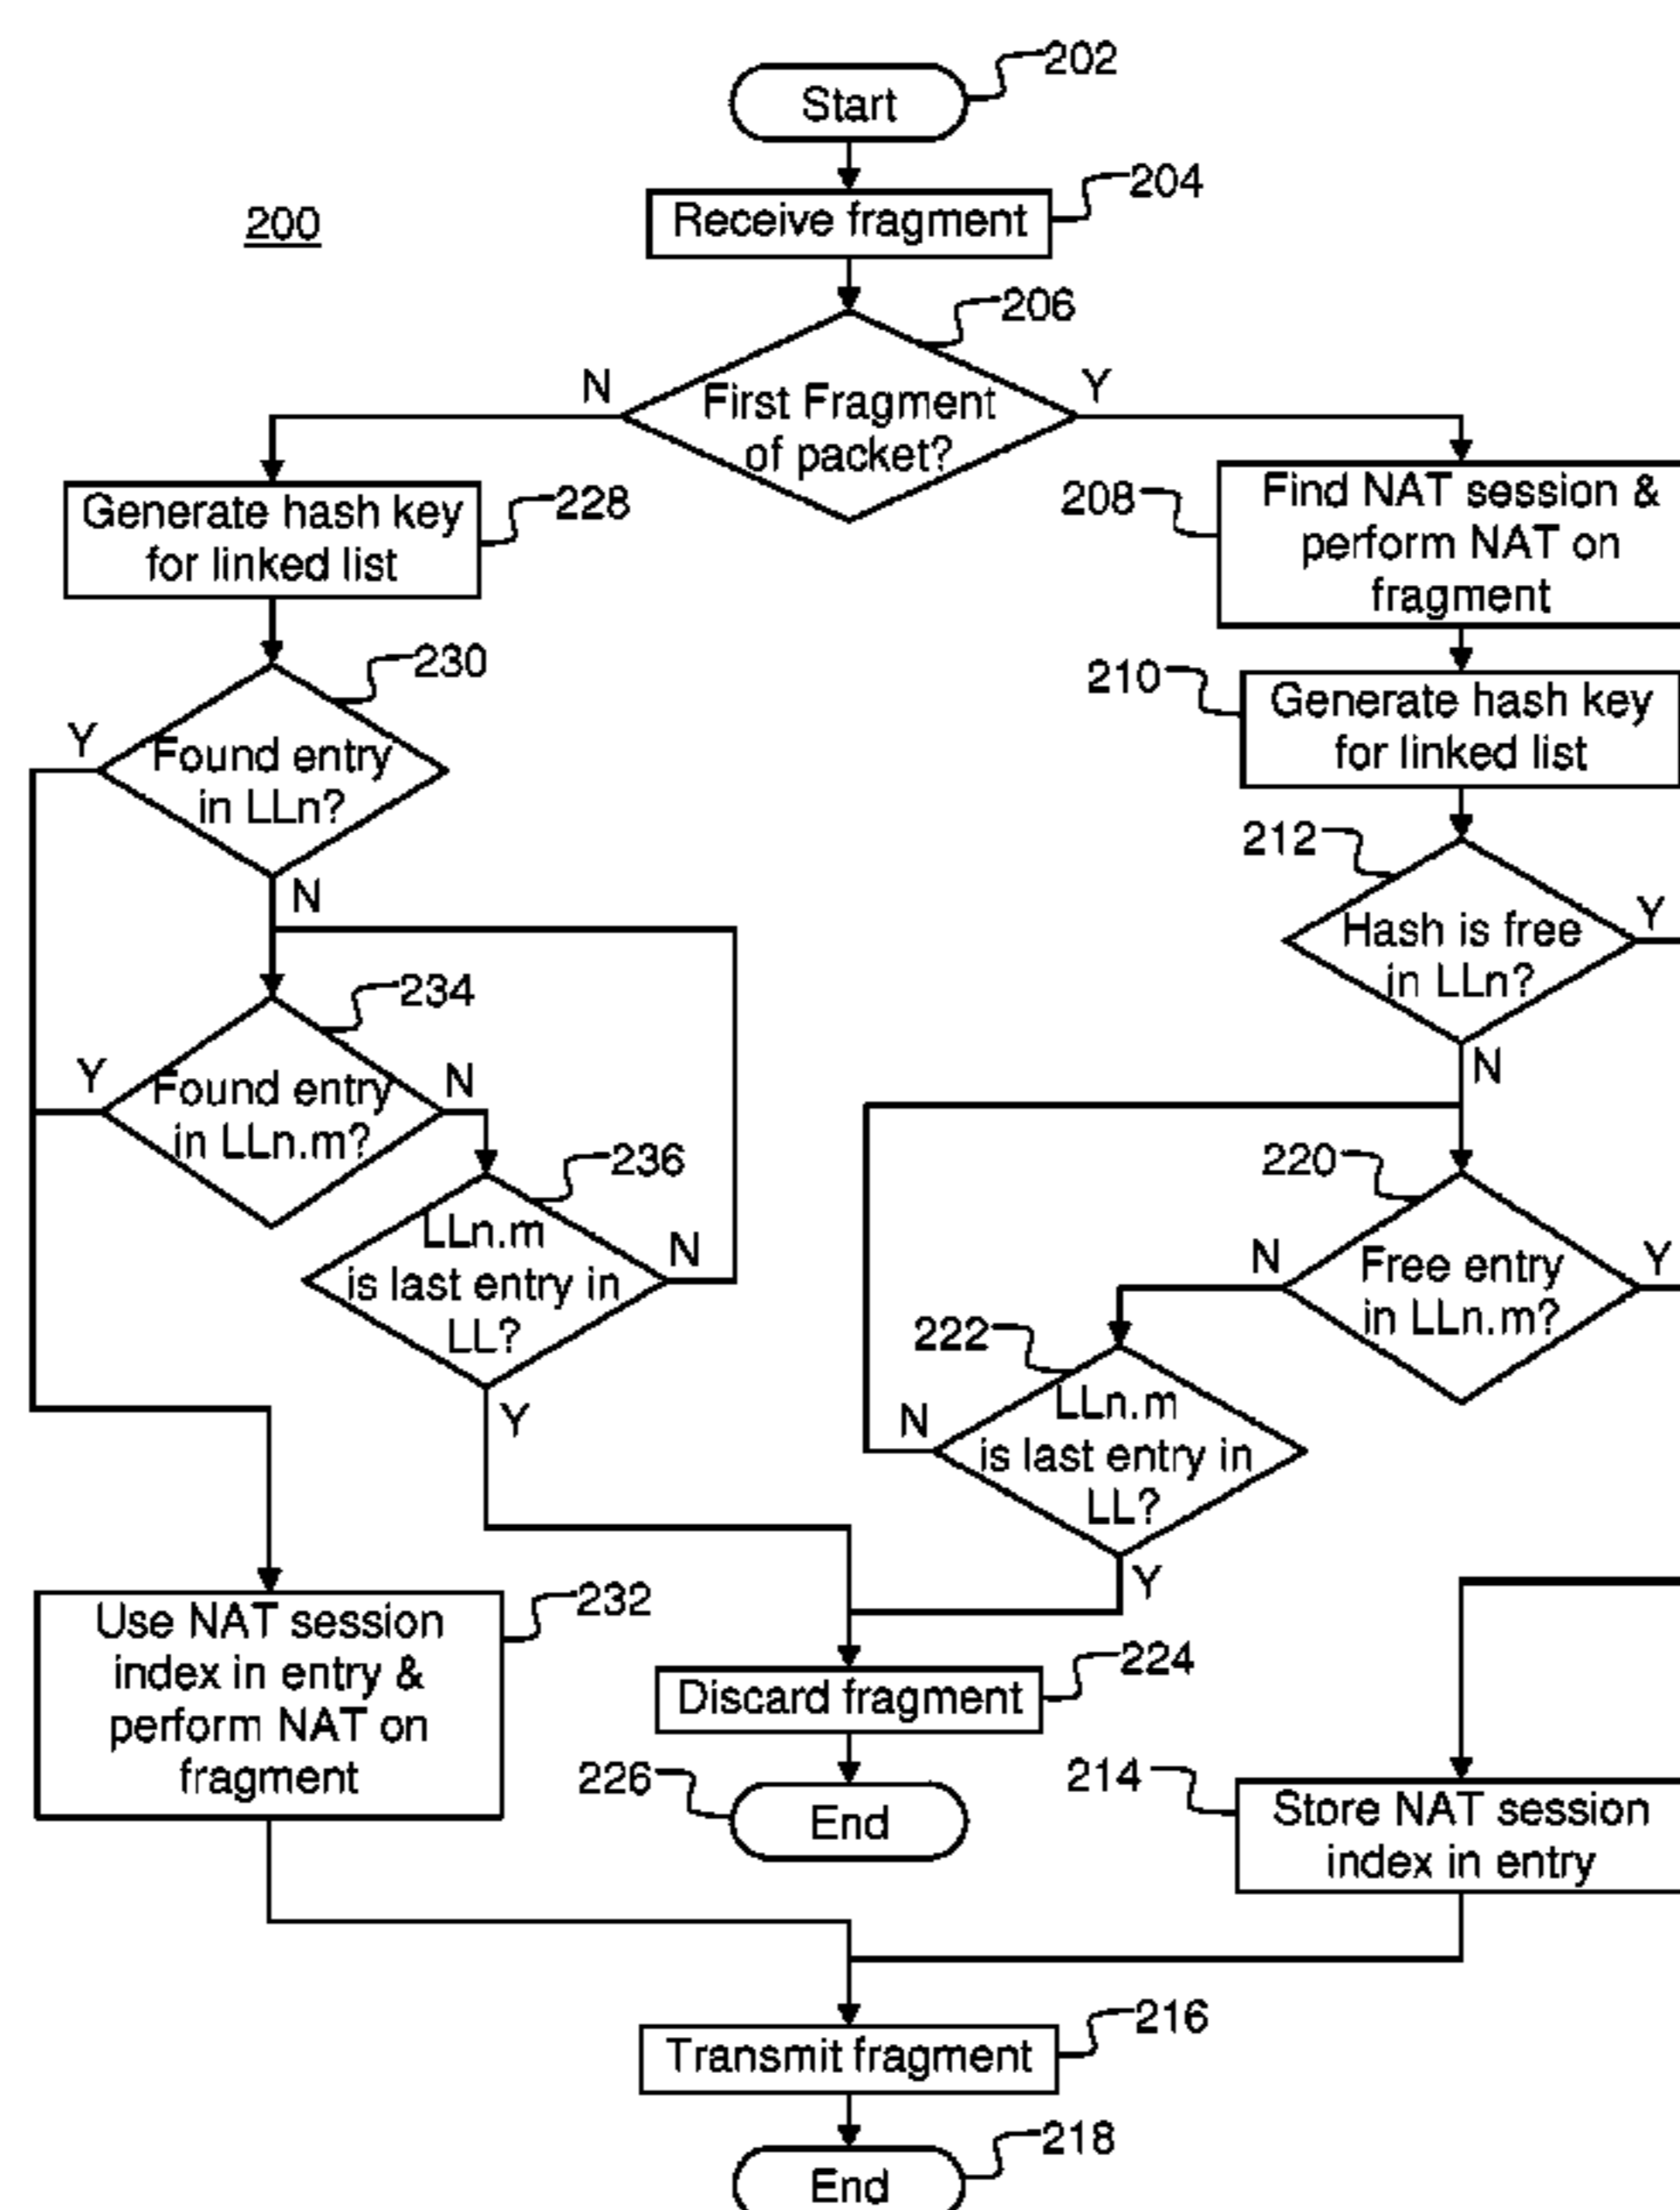 202
Start
204
Receive fragment
200
206
N
Y
First Fragment
of packet?
Generate hash key
for linked list
228
208
Find NAT session &
perform NAT on
fragment
230
Y
Found entry
in LLn?
N
210
Generate hash key
for linked list
212
Hash is free
in LLn?
Y
N
234
Y
Found entry
in LLn.m?
N
236
LLn.m
is last entry in
LL?
N
Y
220
N
Free entry
in LLn.m?
Y
222
LLn.m
is last entry in
LL?
N
Y
Use NAT session
index in entry &
perform NAT on
fragment
232
224
Discard fragment
226
End
214
Store NAT session
index in entry
216
Transmit fragment
218
End